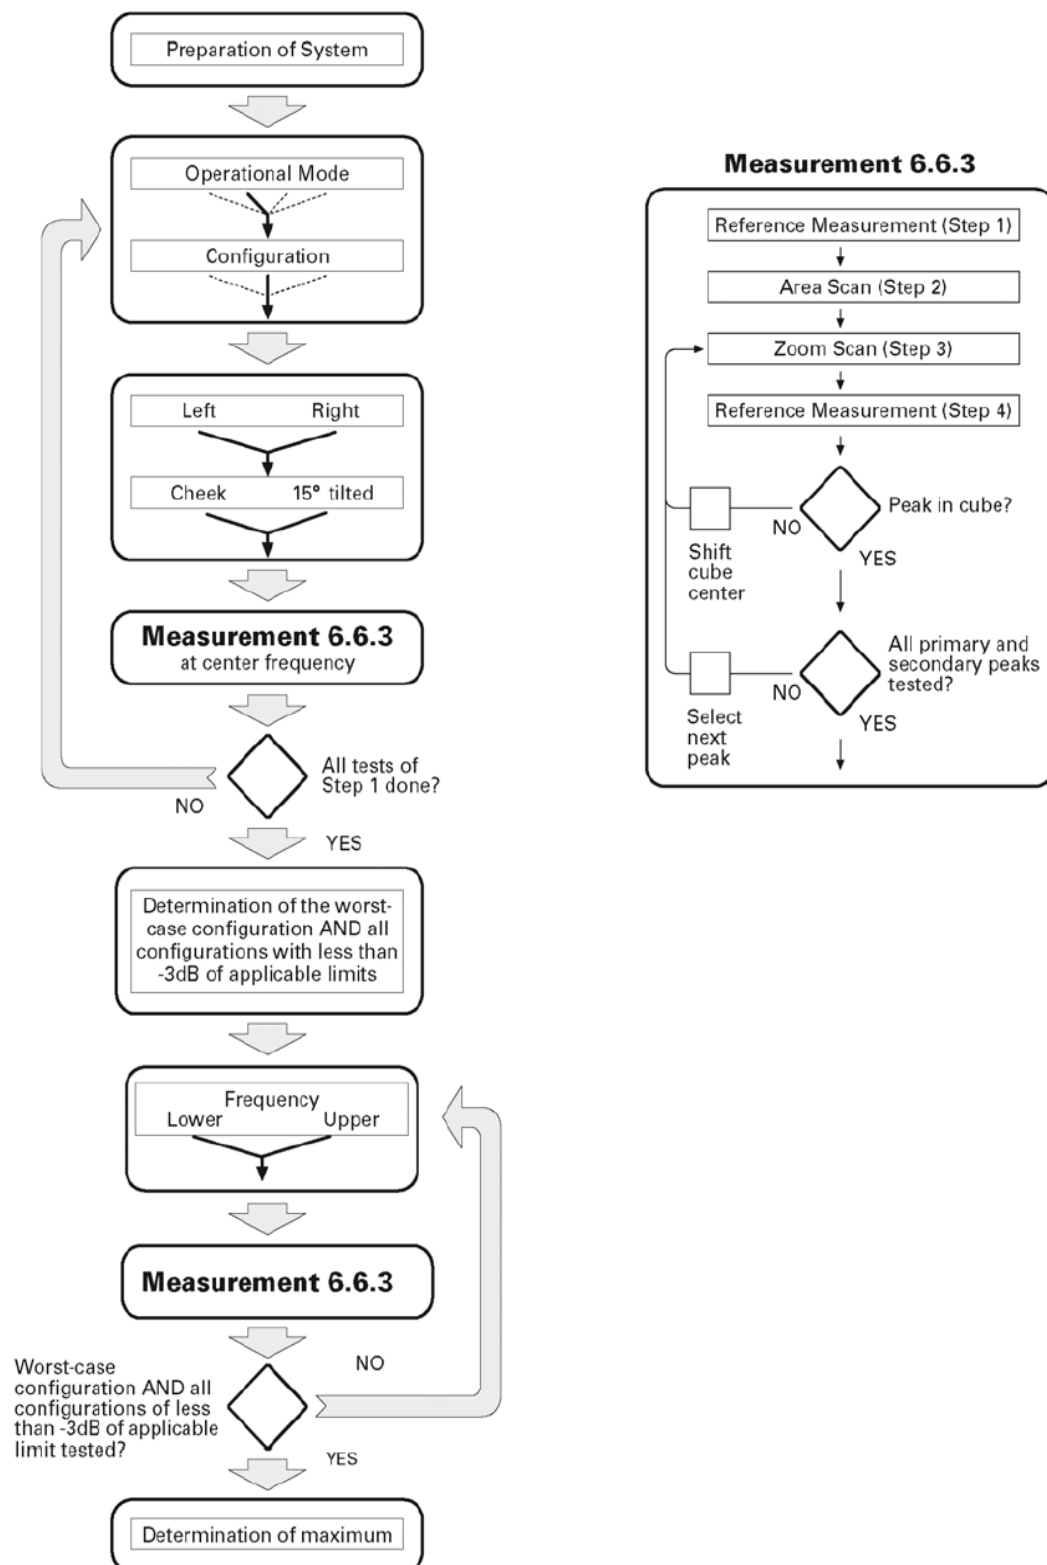 Preparation of System
Operational Mode
Configuration
Left Right
Cheek 15° tilted
Measurement 6.6.3
at center frequency
All tests of
Step 1 done?
NO
YES
Determination of the worst-
case configuration AND all
configurations with less than
-3dB of applicable limits
Frequency
Lower Upper
Measurement 6.6.3
NO
Worst-case
configuration AND all
configurations of less
than -3dB of applicable
limit tested?
YES
Determination of maximum
Measurement 6.6.3
Reference Measurement (Step 1)
Area Scan (Step 2)
Zoom Scan (Step 3)
Reference Measurement (Step 4)
Peak in cube?
NO
Shift
cube
center
YES
All primary and
secondary peaks
tested?
NO
Select
next
peak
YES